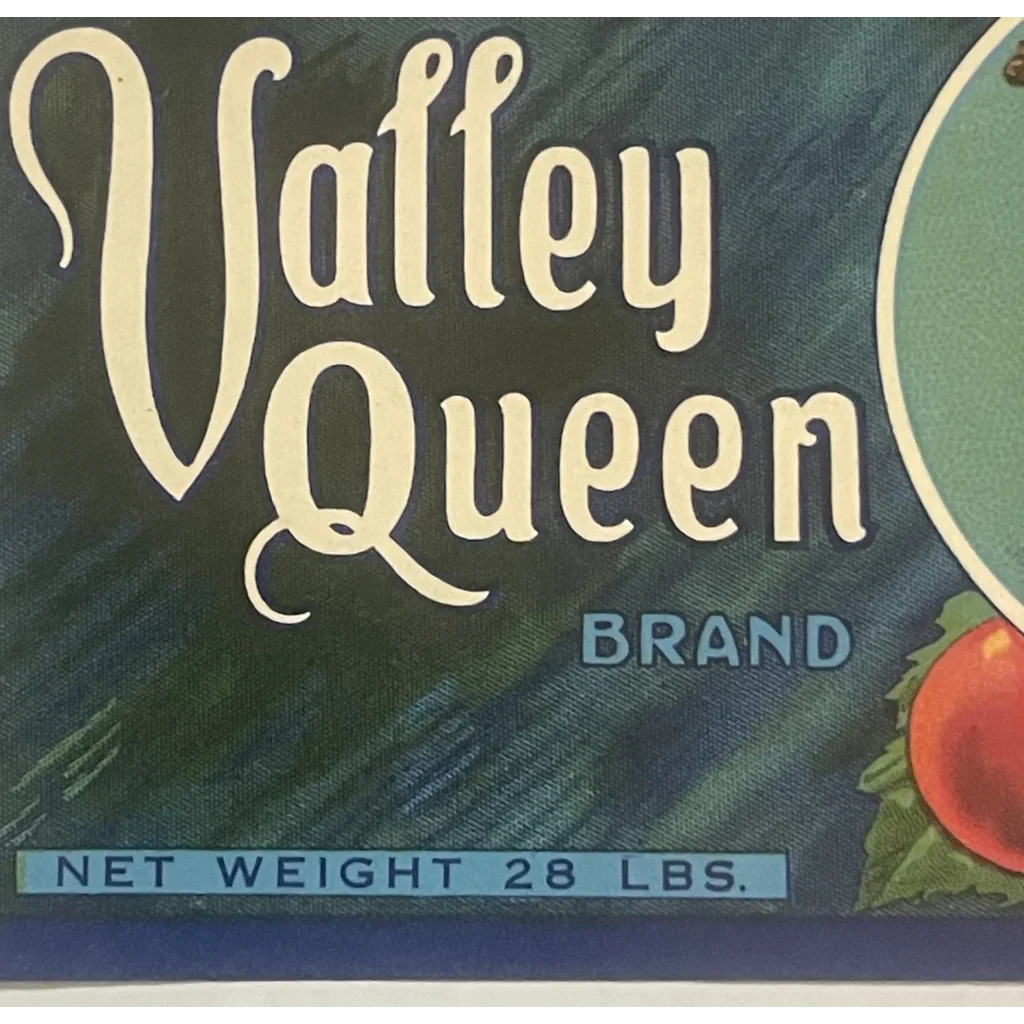 Valley
Queen
BRAND
NET WEIGHT 28 LBS.